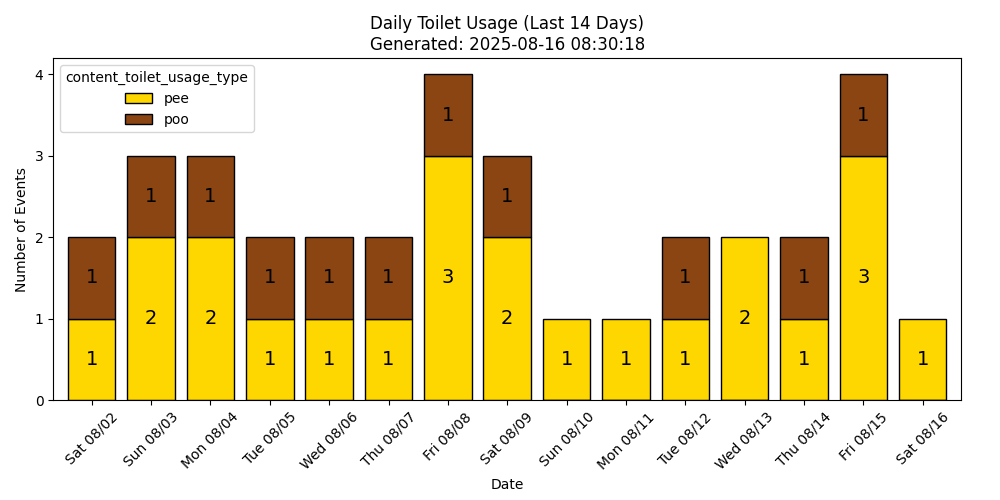 Daily Toilet Usage (Last 14 Days)
Generated: 2025-08-16 08:30:18
content_toilet_usage_type
pee
poo
Number of Events
4
3
2
1
0
1
1
1
1
1
1
1
1
1
1
1
2
2
1
1
1
3
2
1
1
1
2
1
3
1
Sat 08/02
Sun 08/03
Mon 08/04
Tue 08/05
Wed 08/06
Thu 08/07
Fri 08/08
Sat 08/09
Sun 08/10
Mon 08/11
Tue 08/12
Wed 08/13
Thu 08/14
Fri 08/15
Sat 08/16
Date